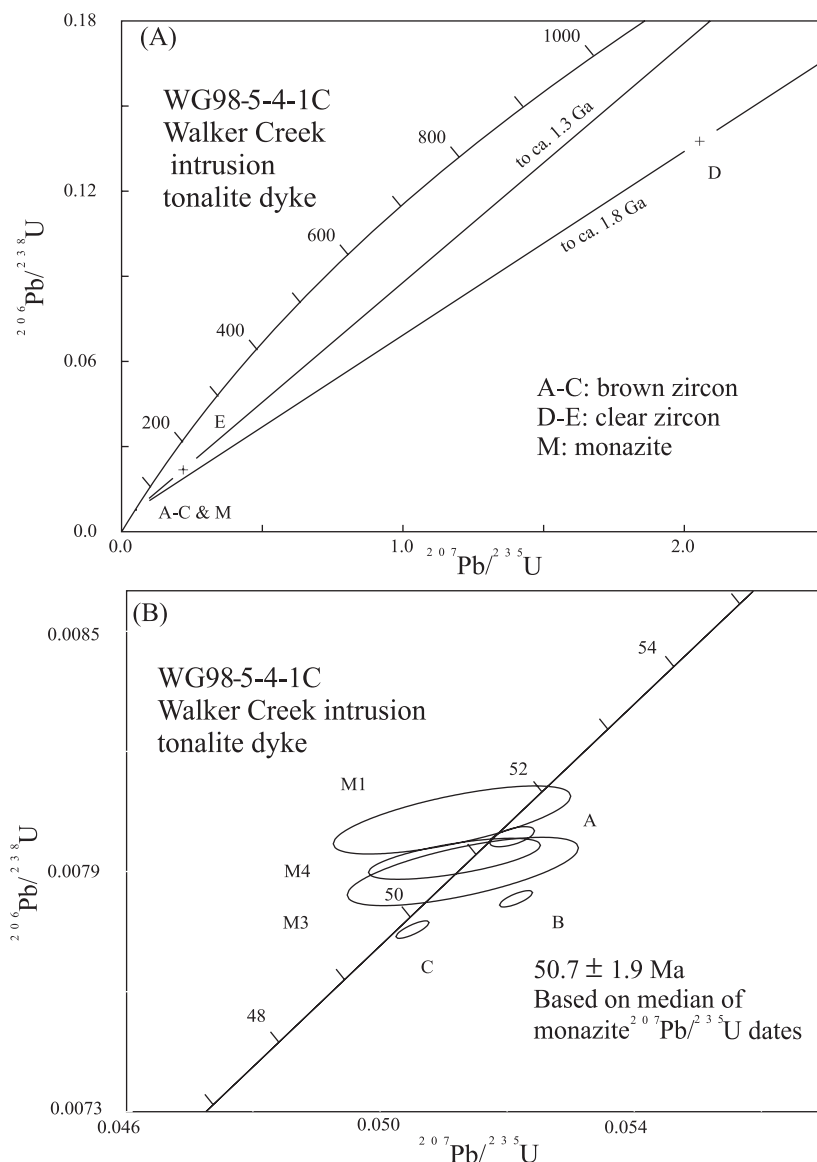 (A)
WG98-5-4-1C
Walker Creek
intrusion
tonalite dyke
0.18
0.12
0.06
0.0
206Pb/238U
1000
800
600
400
200
to ca. 1.3 Ga
to ca. 1.8 Ga
D
E
A-C & M
A-C: brown zircon
D-E: clear zircon
M: monazite
0.0
1.0
2.0
207Pb/235U
(B)
WG98-5-4-1C
Walker Creek intrusion
tonalite dyke
0.0085
0.0079
0.0073
206Pb/238U
54
52
50
48
M1
A
M4
M3
B
C
50.7 ± 1.9 Ma
Based on median of
monazite 207Pb/235U dates
0.046
0.050
0.054
207Pb/235U